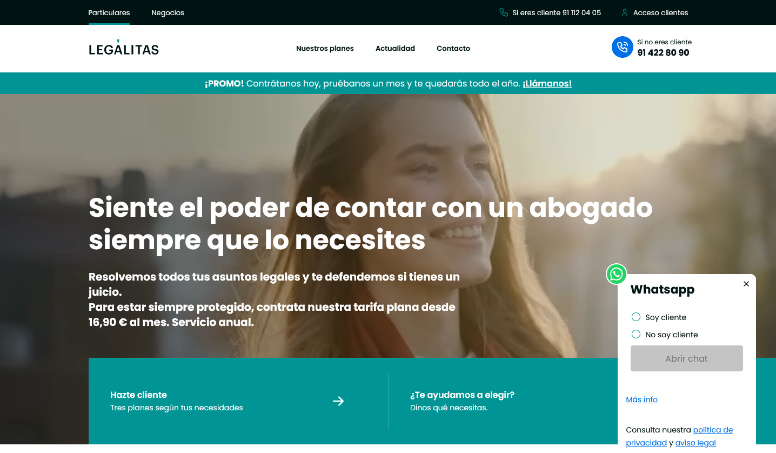 Particulares
Negocios
Si eres cliente 91 112 04 05
Acceso clientes
LEGÁLITAS
Nuestros planes
Actualidad
Contacto
Si no eres cliente
91 422 80 90
¡PROMO! Contrátanos hoy, pruébanos un mes y te quedarás todo el año. ¡Llámanos!
Siente el poder de contar con un abogado
siempre que lo necesites
Resolvemos todos tus asuntos legales y te defendemos si tienes un
juicio.
Para estar siempre protegido, contrata nuestra tarifa plana desde
16,90 € al mes. Servicio anual.
Hazte cliente
Tres planes según tus necesidades
¿Te ayudamos a elegir?
Dinos qué necesitas.
Whatsapp
Soy cliente
No soy cliente
Abrir chat
Más info
Consulta nuestra política de
privacidad y aviso legal